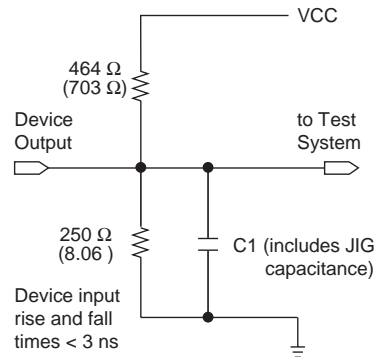 VCC
464 Ω
(703 Ω)
Device
Output
to Test
System
250 Ω
(8.06 )
C1 (includes JIG
capacitance)
Device input
rise and fall
times < 3 ns